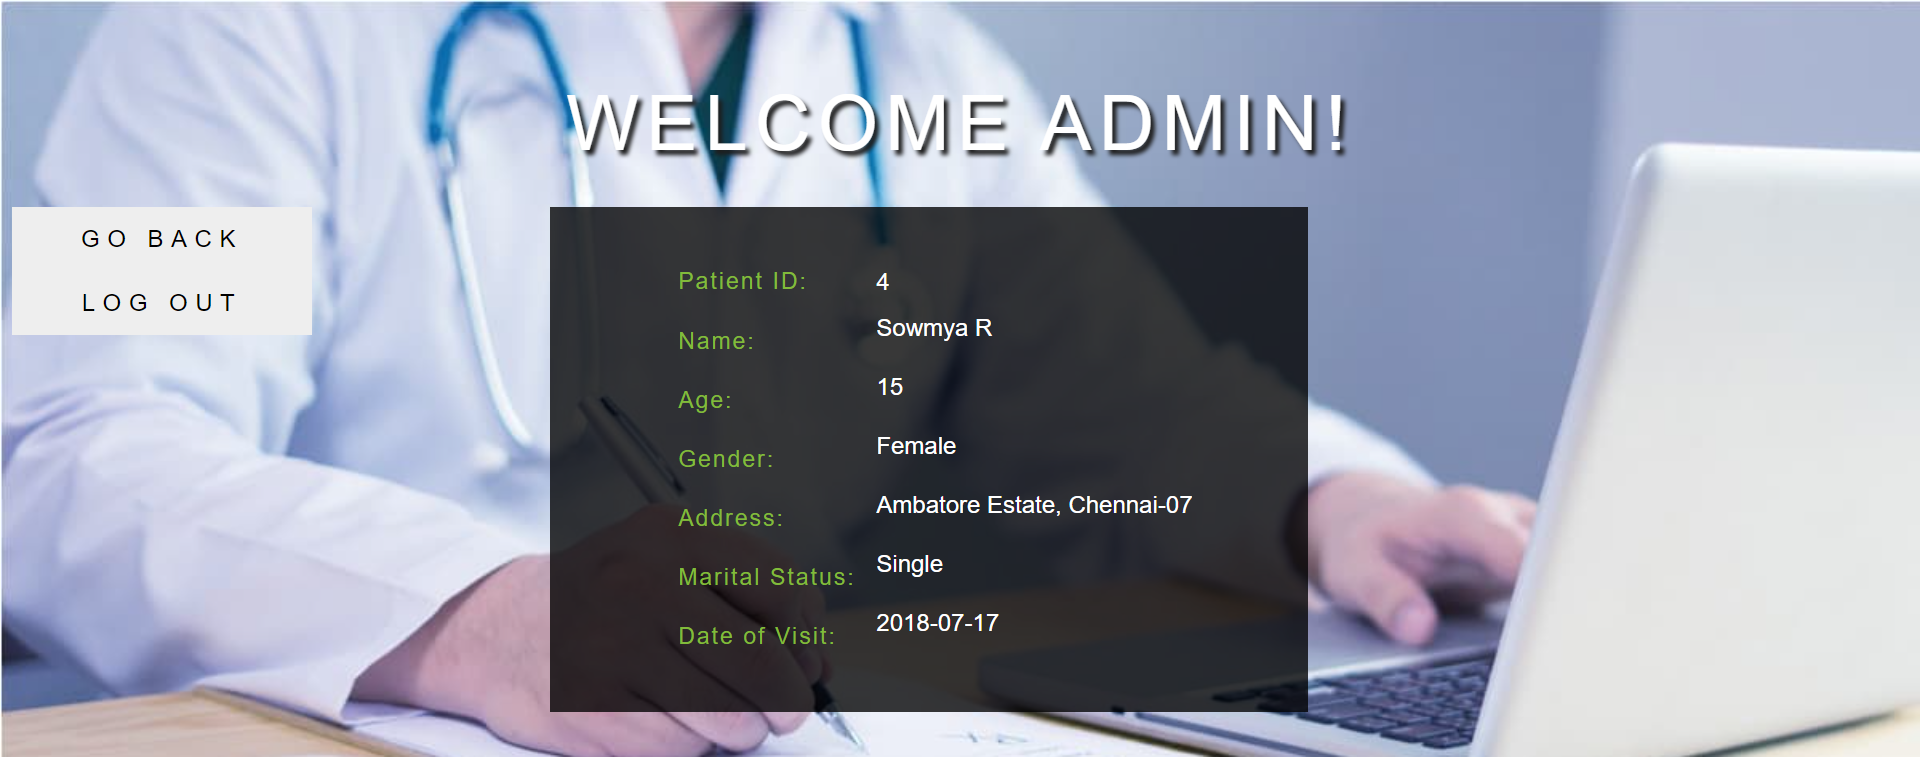 WELCOME ADMIN!
GO BACK
LOG OUT
Patient ID: 4
Name: Sowmya R
Age: 15
Gender: Female
Address: Ambatore Estate, Chennai-07
Marital Status: Single
Date of Visit: 2018-07-17